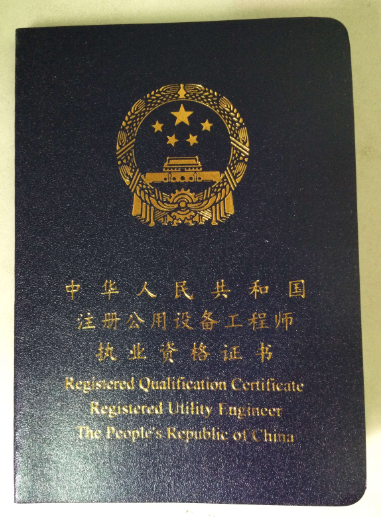 中华人民共和国
注册公用设备工程师
执业资格证书
Registered Qualification Certificate
Registered Utility Engineer
The People's Republic of China